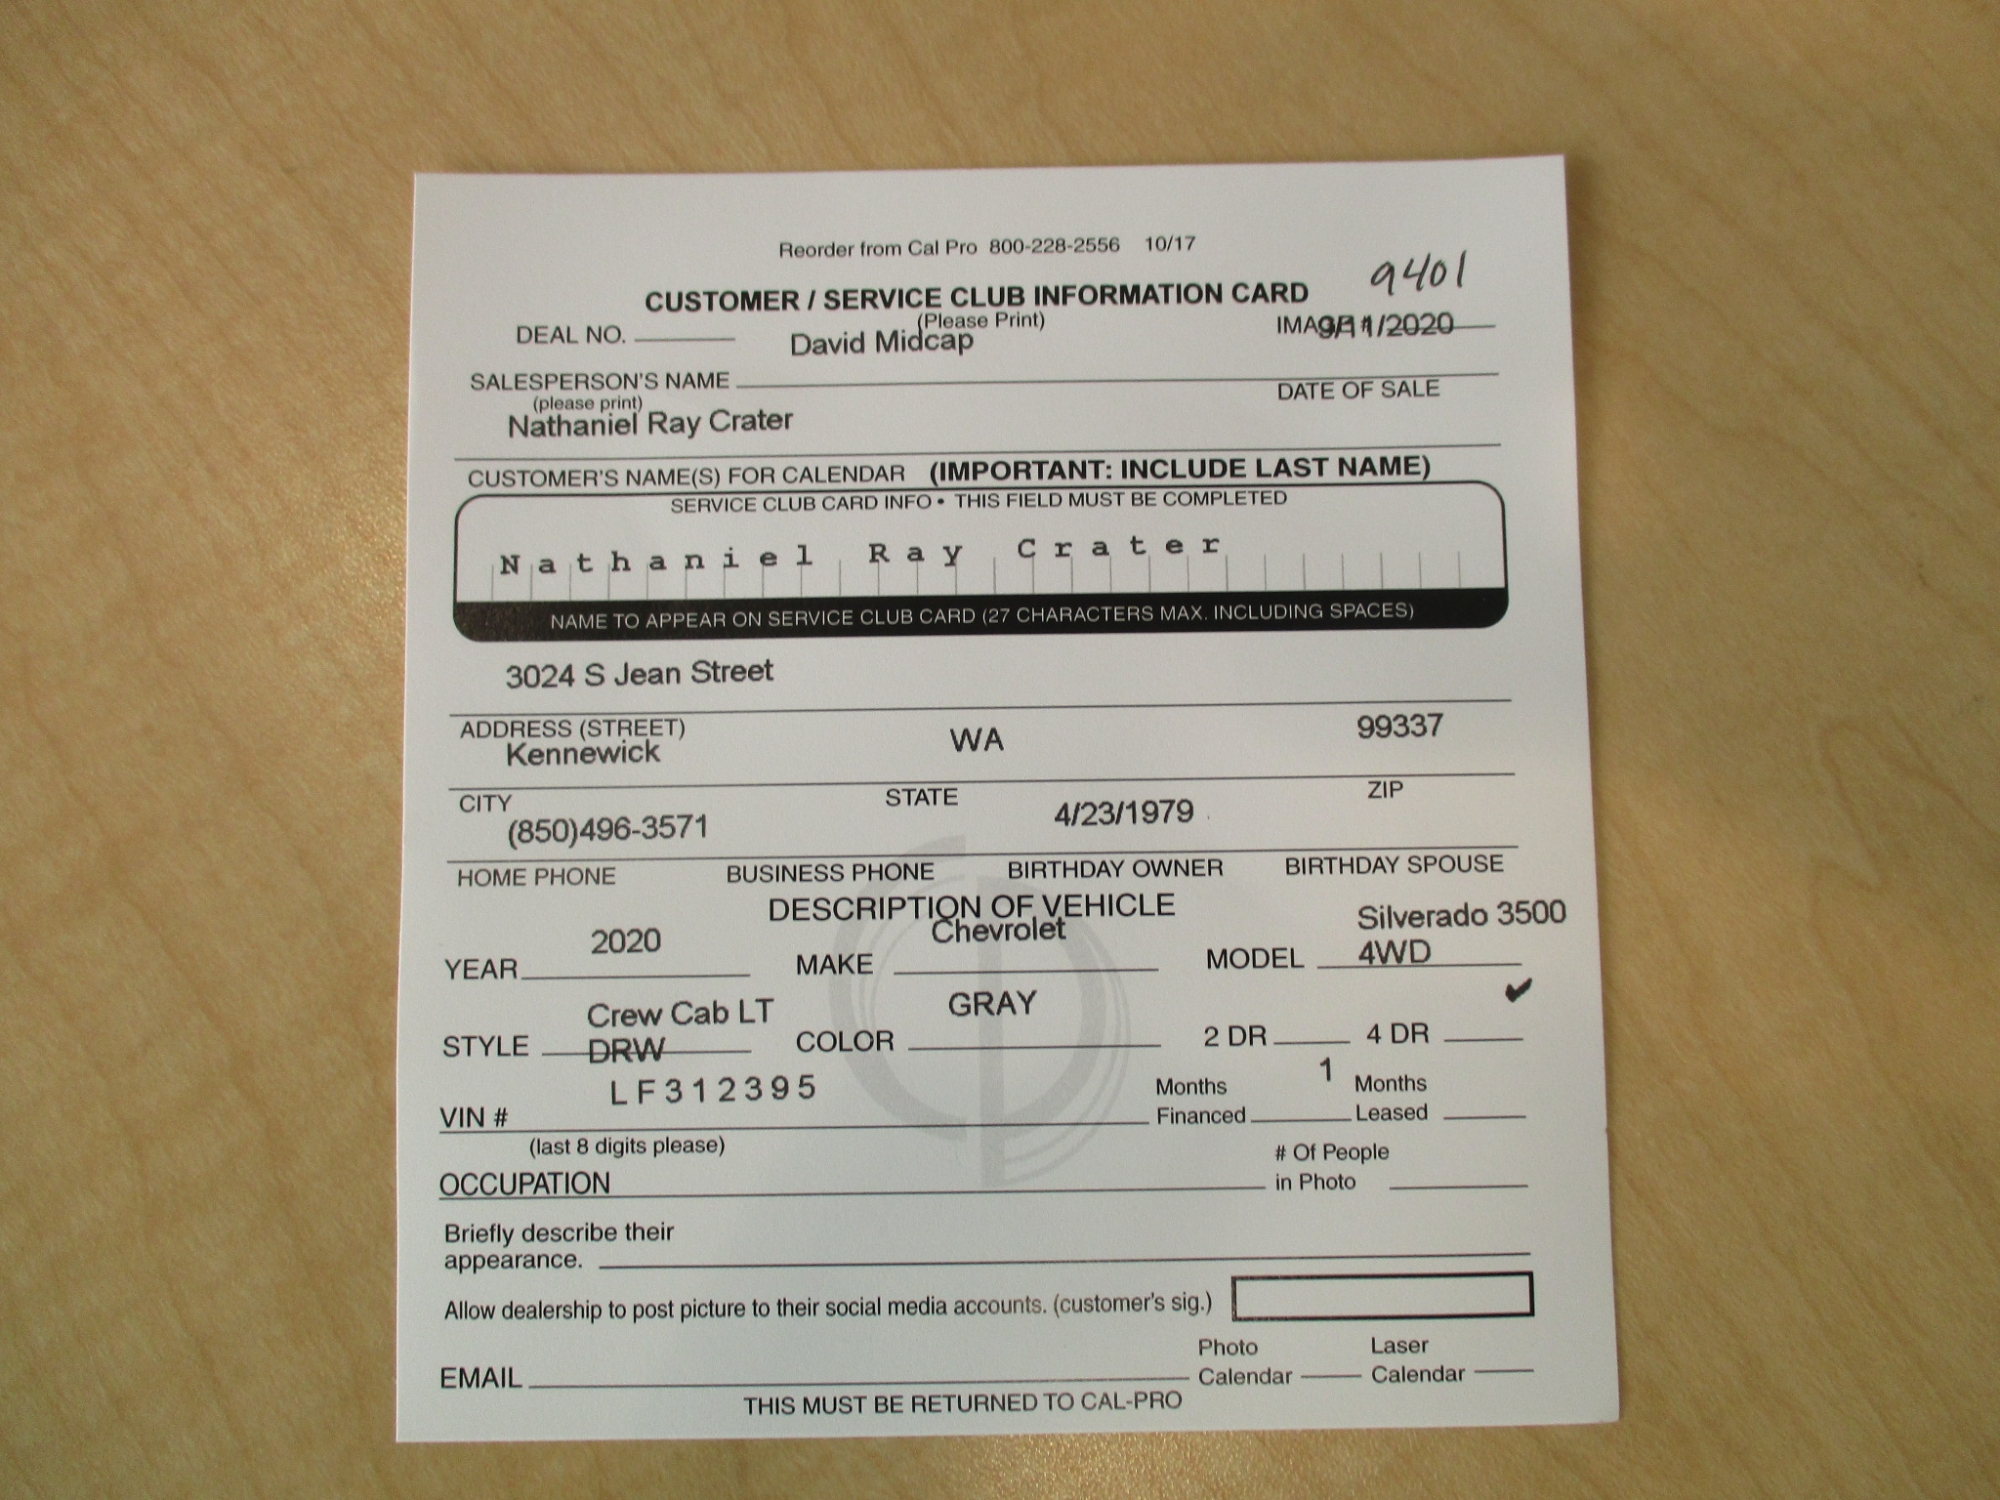 Reorder from Cal Pro 800-228-2556 10/17
9401
CUSTOMER / SERVICE CLUB INFORMATION CARD
(Please Print)
DEAL NO. David Midcap 9/11/2020
SALESPERSON'S NAME DATE OF SALE
(please print)
Nathaniel Ray Crater
CUSTOMER'S NAME(S) FOR CALENDAR (IMPORTANT: INCLUDE LAST NAME)
SERVICE CLUB CARD INFO • THIS FIELD MUST BE COMPLETED
Nathaniel Ray Crater
NAME TO APPEAR ON SERVICE CLUB CARD (27 CHARACTERS MAX. INCLUDING SPACES)
3024 S Jean Street
ADDRESS (STREET)
Kennewick WA 99337
CITY STATE ZIP
(850)496-3571 4/23/1979
HOME PHONE BUSINESS PHONE BIRTHDAY OWNER BIRTHDAY SPOUSE
DESCRIPTION OF VEHICLE
2020 Chevrolet Silverado 3500
YEAR MAKE MODEL 4WD
Crew Cab LT GRAY ✔
STYLE DRW COLOR 2 DR 4 DR
LF312395 Months 1 Months
VIN # Financed Leased
(last 8 digits please) # Of People
OCCUPATION in Photo
Briefly describe their
appearance.
Allow dealership to post picture to their social media accounts. (customer's sig.)
Photo Laser
EMAIL Calendar Calendar
THIS MUST BE RETURNED TO CAL-PRO